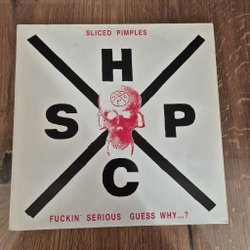 SLICED PIMPLES
H
S P
C
FUCKIN' SERIOUS GUESS WHY...?